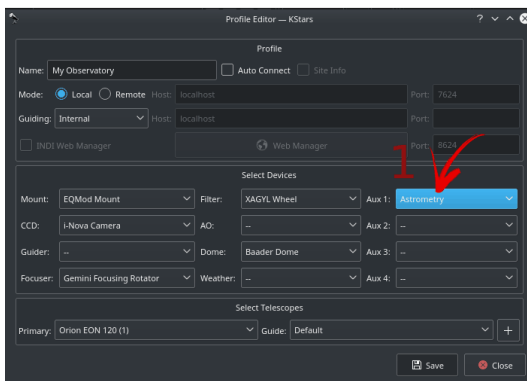 Profile Editor — KStars
Profile
Name: My Observatory Auto Connect Site Info
Mode: Local Remote Host: localhost Port: 7624
Guiding: Internal Host: localhost Port:
INDI Web Manager Web Manager Port: 8624
1
Select Devices
Mount: EQMod Mount Filter: XAGYL Wheel Aux 1: Astrometry
CCD: i-Nova Camera AO: -- Aux 2: --
Guider: -- Dome: Baader Dome Aux 3: --
Focuser: Gemini Focusing Rotator Weather: -- Aux 4: --
Select Telescopes
Primary: Orion EON 120 (1) Guide: Default +
Save Close